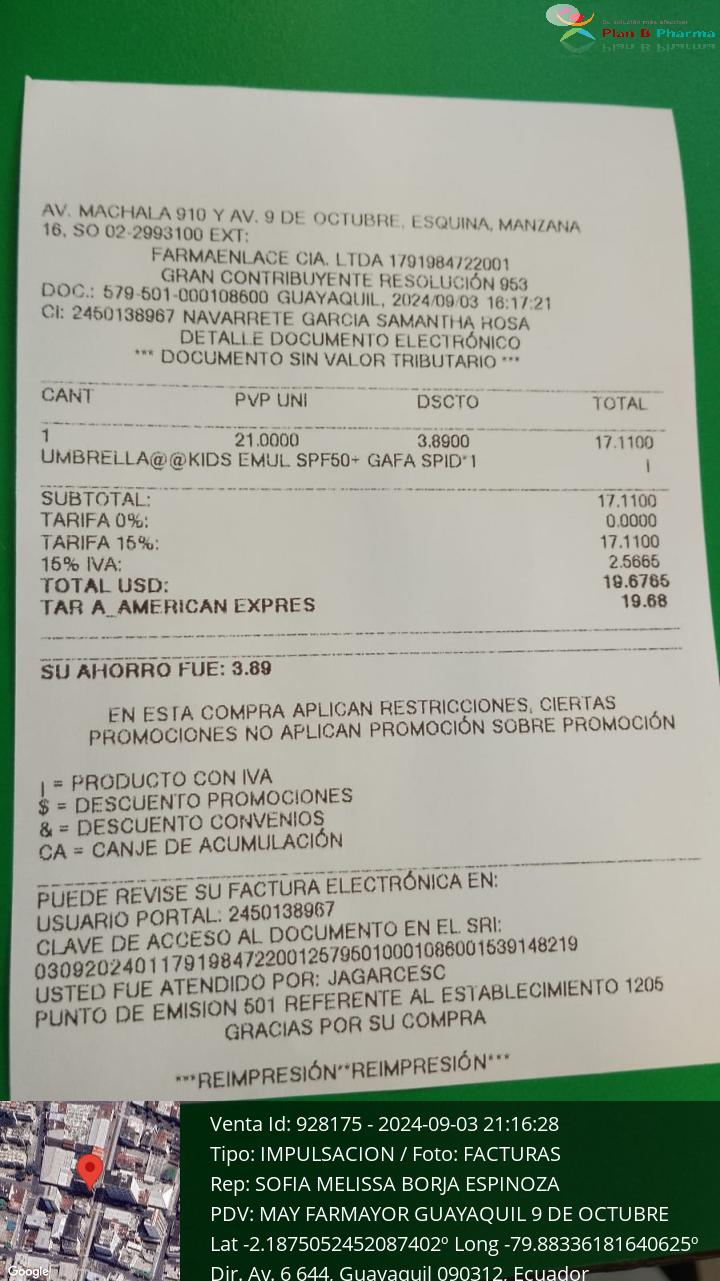 Su solución más efectiva!
Plan B Pharma
AV. MACHALA 910 Y AV. 9 DE OCTUBRE, ESQUINA, MANZANA
16, SO 02-2993100 EXT:
FARMAENLACE CIA. LTDA 1791984722001
GRAN CONTRIBUYENTE RESOLUCIÓN 953
DOC.: 579-501-000108600 GUAYAQUIL, 2024/09/03 16:17:21
CI: 2450138967 NAVARRETE GARCIA SAMANTHA ROSA
DETALLE DOCUMENTO ELECTRÓNICO
*** DOCUMENTO SIN VALOR TRIBUTARIO ***
CANT PVP UNI DSCTO TOTAL
1 21.0000 3.8900 17.1100
UMBRELLA@@KIDS EMUL SPF50+ GAFA SPID*1 |
SUBTOTAL: 17.1100
TARIFA 0%: 0.0000
TARIFA 15%: 17.1100
15% IVA: 2.5665
TOTAL USD: 19.6765
TAR A_AMERICAN EXPRES 19.68
SU AHORRO FUE: 3.89
EN ESTA COMPRA APLICAN RESTRICCIONES, CIERTAS
PROMOCIONES NO APLICAN PROMOCIÓN SOBRE PROMOCIÓN
| = PRODUCTO CON IVA
$ = DESCUENTO PROMOCIONES
& = DESCUENTO CONVENIOS
CA = CANJE DE ACUMULACIÓN
PUEDE REVISE SU FACTURA ELECTRÓNICA EN:
USUARIO PORTAL: 2450138967
CLAVE DE ACCESO AL DOCUMENTO EN EL SRI:
0309202401179198472200125795010001086001539148219
USTED FUE ATENDIDO POR: JAGARCESC
PUNTO DE EMISION 501 REFERENTE AL ESTABLECIMIENTO 1205
GRACIAS POR SU COMPRA
***REIMPRESIÓN**REIMPRESIÓN***
Venta Id: 928175 - 2024-09-03 21:16:28
Tipo: IMPULSACION / Foto: FACTURAS
Rep: SOFIA MELISSA BORJA ESPINOZA
PDV: MAY FARMAYOR GUAYAQUIL 9 DE OCTUBRE
Lat -2.1875052452087402º Long -79.88336181640625º
Dir. Av. 6 644, Guayaquil 090312, Ecuador
Google